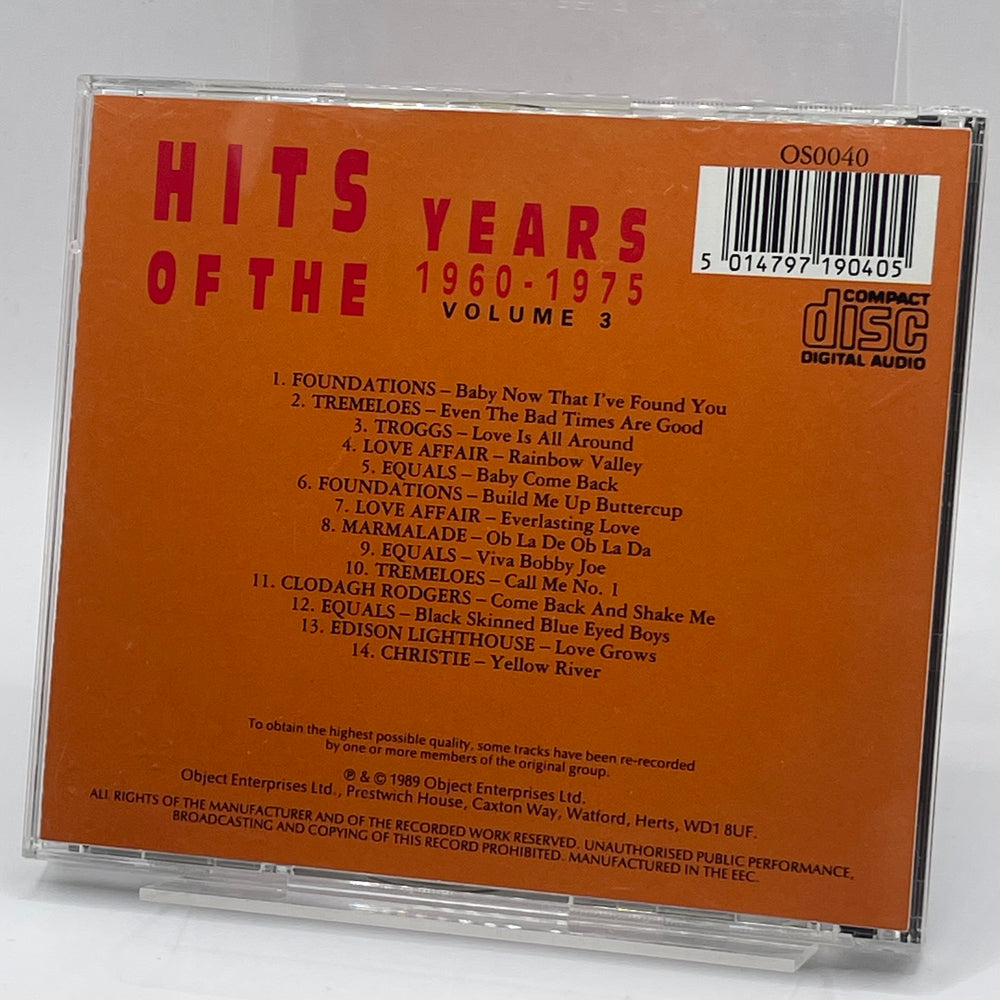 HITS
OF THE
YEARS
1960-1975
VOLUME 3
OS0040
5 014797 190405
COMPACT
disc
DIGITAL AUDIO
1. FOUNDATIONS – Baby Now That I've Found You
2. TREMELOES – Even The Bad Times Are Good
3. TROGGS – Love Is All Around
4. LOVE AFFAIR – Rainbow Valley
5. EQUALS – Baby Come Back
6. FOUNDATIONS – Build Me Up Buttercup
7. LOVE AFFAIR – Everlasting Love
8. MARMALADE – Ob La De Ob La Da
9. EQUALS – Viva Bobby Joe
10. TREMELOES – Call Me No. 1
11. CLODAGH RODGERS – Come Back And Shake Me
12. EQUALS – Black Skinned Blue Eyed Boys
13. EDISON LIGHTHOUSE – Love Grows
14. CHRISTIE – Yellow River
To obtain the highest possible quality, some tracks have been re-recorded
by one or more members of the original group.
℗ & © 1989 Object Enterprises Ltd.
Object Enterprises Ltd., Prestwich House, Caxton Way, Watford, Herts, WD1 8UF.
ALL RIGHTS OF THE MANUFACTURER AND OF THE RECORDED WORK RESERVED. UNAUTHORISED PUBLIC PERFORMANCE,
BROADCASTING AND COPYING OF THIS RECORD PROHIBITED. MANUFACTURED IN THE EEC.